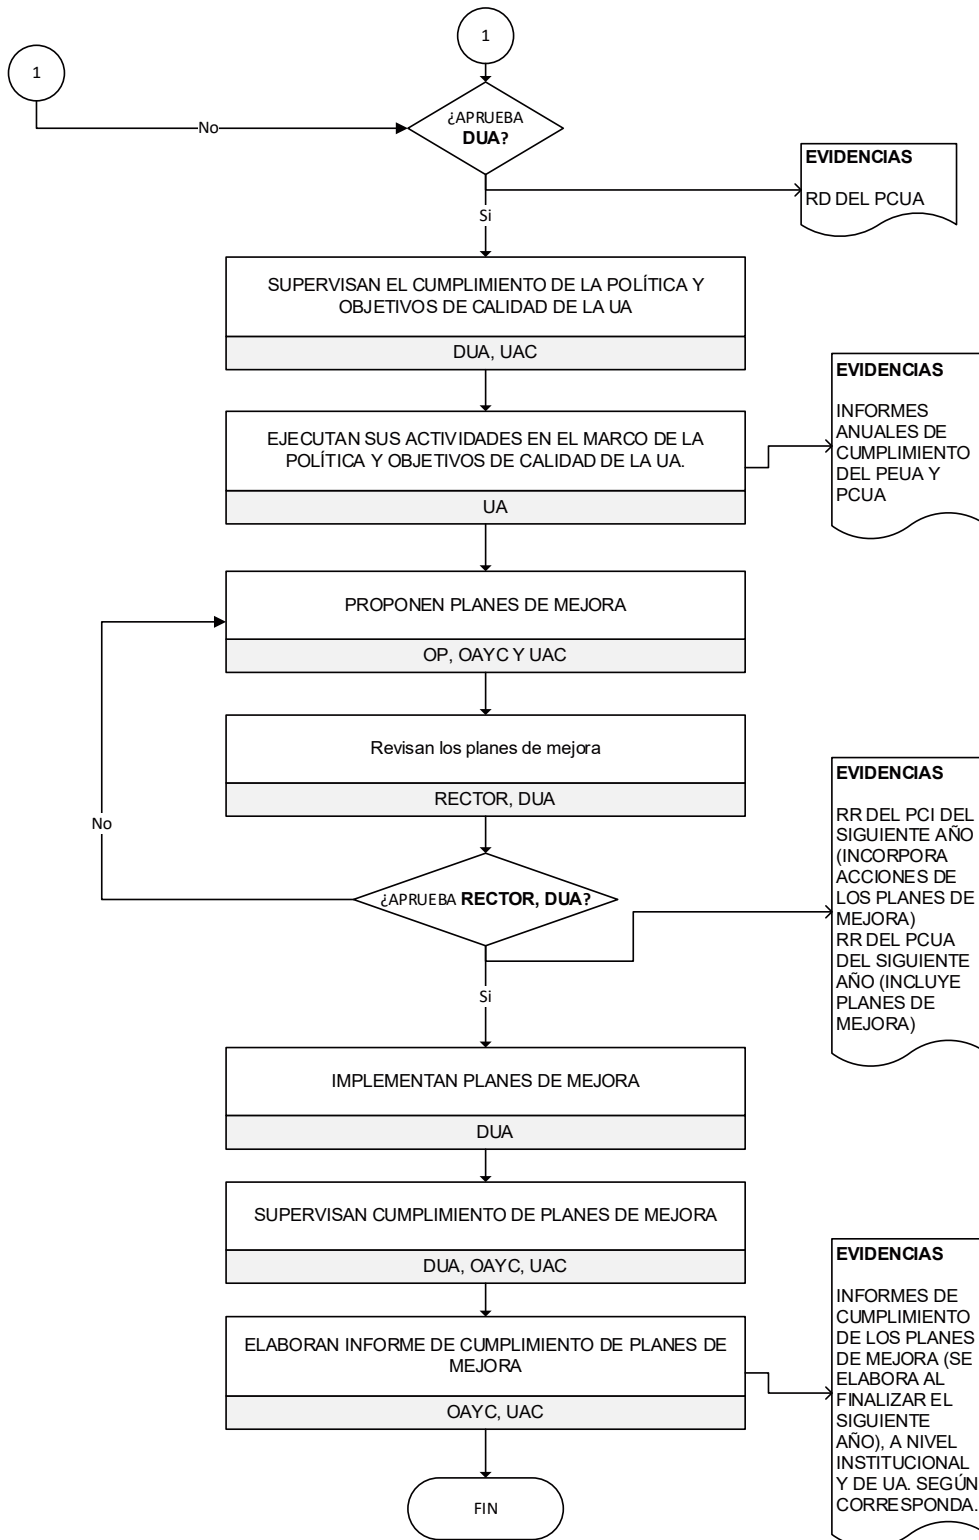 1
1
¿APRUEBA
DUA?
No
Si
EVIDENCIAS
RD DEL PCUA
SUPERVISAN EL CUMPLIMIENTO DE LA POLÍTICA Y
OBJETIVOS DE CALIDAD DE LA UA
DUA, UAC
EJECUTAN SUS ACTIVIDADES EN EL MARCO DE LA
POLÍTICA Y OBJETIVOS DE CALIDAD DE LA UA.
UA
EVIDENCIAS
INFORMES
ANUALES DE
CUMPLIMIENTO
DEL PEUA Y
PCUA
PROPONEN PLANES DE MEJORA
OP, OAYC Y UAC
Revisan los planes de mejora
RECTOR, DUA
No
¿APRUEBA RECTOR, DUA?
Si
EVIDENCIAS
RR DEL PCI DEL
SIGUIENTE AÑO
(INCORPORA
ACCIONES DE
LOS PLANES DE
MEJORA)
RR DEL PCUA
DEL SIGUIENTE
AÑO (INCLUYE
PLANES DE
MEJORA)
IMPLEMENTAN PLANES DE MEJORA
DUA
SUPERVISAN CUMPLIMIENTO DE PLANES DE MEJORA
DUA, OAYC, UAC
ELABORAN INFORME DE CUMPLIMIENTO DE PLANES DE
MEJORA
OAYC, UAC
EVIDENCIAS
INFORMES DE
CUMPLIMIENTO
DE LOS PLANES
DE MEJORA (SE
ELABORA AL
FINALIZAR EL
SIGUIENTE
AÑO), A NIVEL
INSTITUCIONAL
Y DE UA. SEGÚN
CORRESPONDA.
FIN